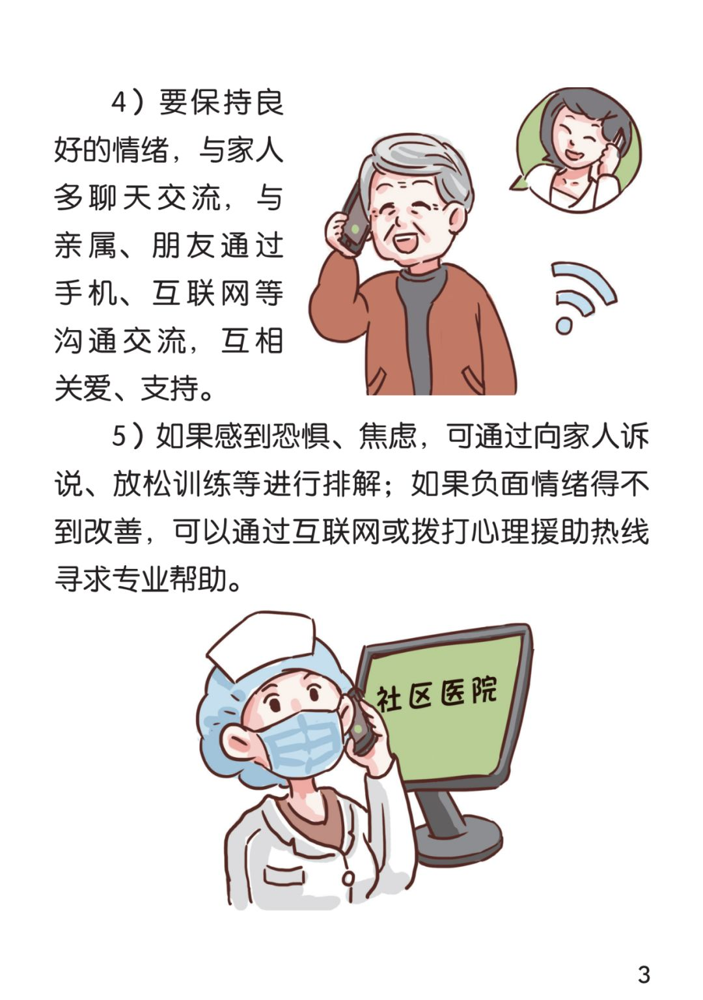 4）要保持良
好的情绪，与家人
多聊天交流，与
亲属、朋友通过
手机、互联网等
沟通交流，互相
关爱、支持。
5）如果感到恐惧、焦虑，可通过向家人诉
说、放松训练等进行排解；如果负面情绪得不
到改善，可以通过互联网或拨打心理援助热线
寻求专业帮助。
社区医院
3